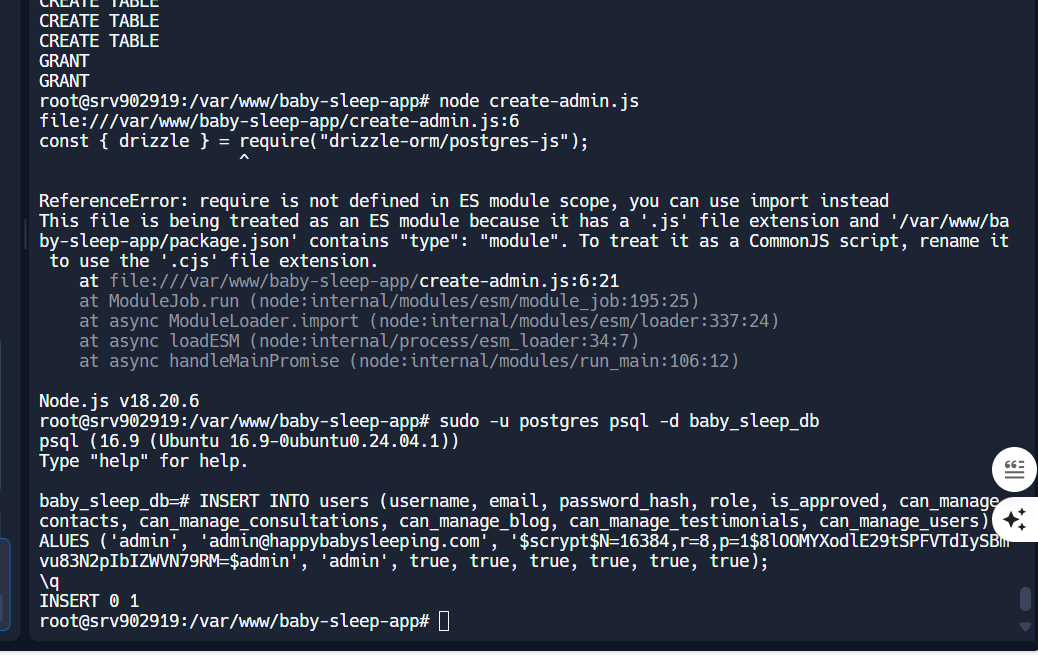 CREATE TABLE
CREATE TABLE
CREATE TABLE
GRANT
GRANT
root@srv902919:/var/www/baby-sleep-app# node create-admin.js
file:///var/www/baby-sleep-app/create-admin.js:6
const { drizzle } = require("drizzle-orm/postgres-js");
^
ReferenceError: require is not defined in ES module scope, you can use import instead
This file is being treated as an ES module because it has a '.js' file extension and '/var/www/ba
by-sleep-app/package.json' contains "type": "module". To treat it as a CommonJS script, rename it
to use the '.cjs' file extension.
at file:///var/www/baby-sleep-app/create-admin.js:6:21
at ModuleJob.run (node:internal/modules/esm/module_job:195:25)
at async ModuleLoader.import (node:internal/modules/esm/loader:337:24)
at async loadESM (node:internal/process/esm_loader:34:7)
at async handleMainPromise (node:internal/modules/run_main:106:12)
Node.js v18.20.6
root@srv902919:/var/www/baby-sleep-app# sudo -u postgres psql -d baby_sleep_db
psql (16.9 (Ubuntu 16.9-0ubuntu0.24.04.1))
Type "help" for help.
baby_sleep_db=# INSERT INTO users (username, email, password_hash, role, is_approved, can_manage_
contacts, can_manage_consultations, can_manage_blog, can_manage_testimonials, can_manage_users)
ALUES ('admin', 'admin@happybabysleeping.com', '$scrypt$N=16384,r=8,p=1$8lOOMYXodlE29tSPFVTdIySBm
vu83N2pIbIZWVN79RM=$admin', 'admin', true, true, true, true, true, true);
\q
INSERT 0 1
root@srv902919:/var/www/baby-sleep-app#